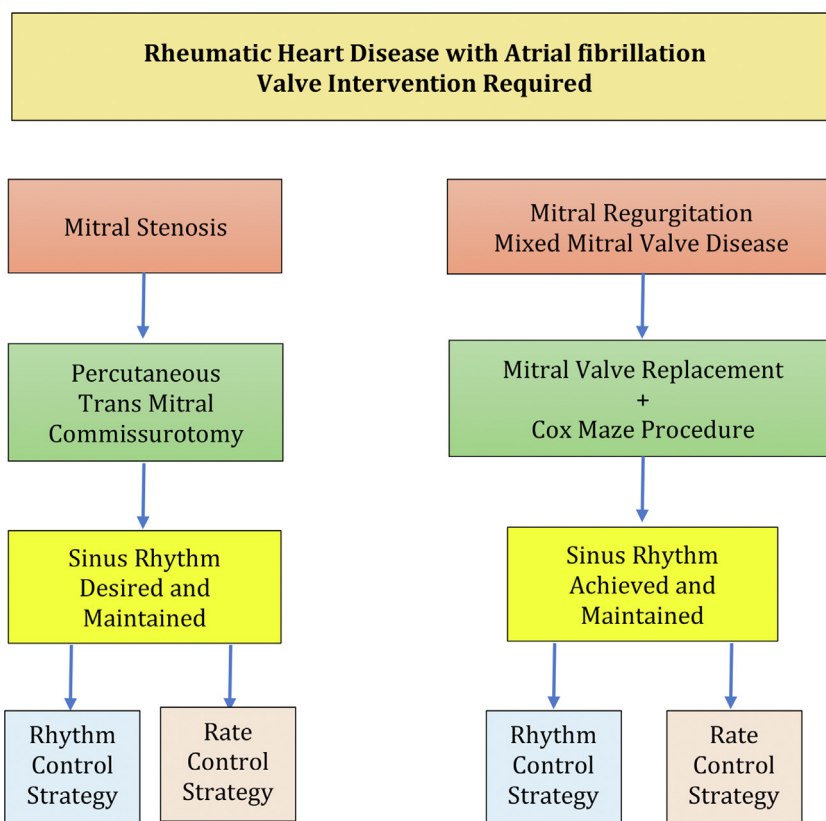 Rheumatic Heart Disease with Atrial fibrillation
Valve Intervention Required
Mitral Stenosis
Mitral Regurgitation
Mixed Mitral Valve Disease
Percutaneous
Trans Mitral
Commissurotomy
Mitral Valve Replacement
+
Cox Maze Procedure
Sinus Rhythm
Desired and
Maintained
Sinus Rhythm
Achieved and
Maintained
Rhythm
Control
Strategy
Rate
Control
Strategy
Rhythm
Control
Strategy
Rate
Control
Strategy